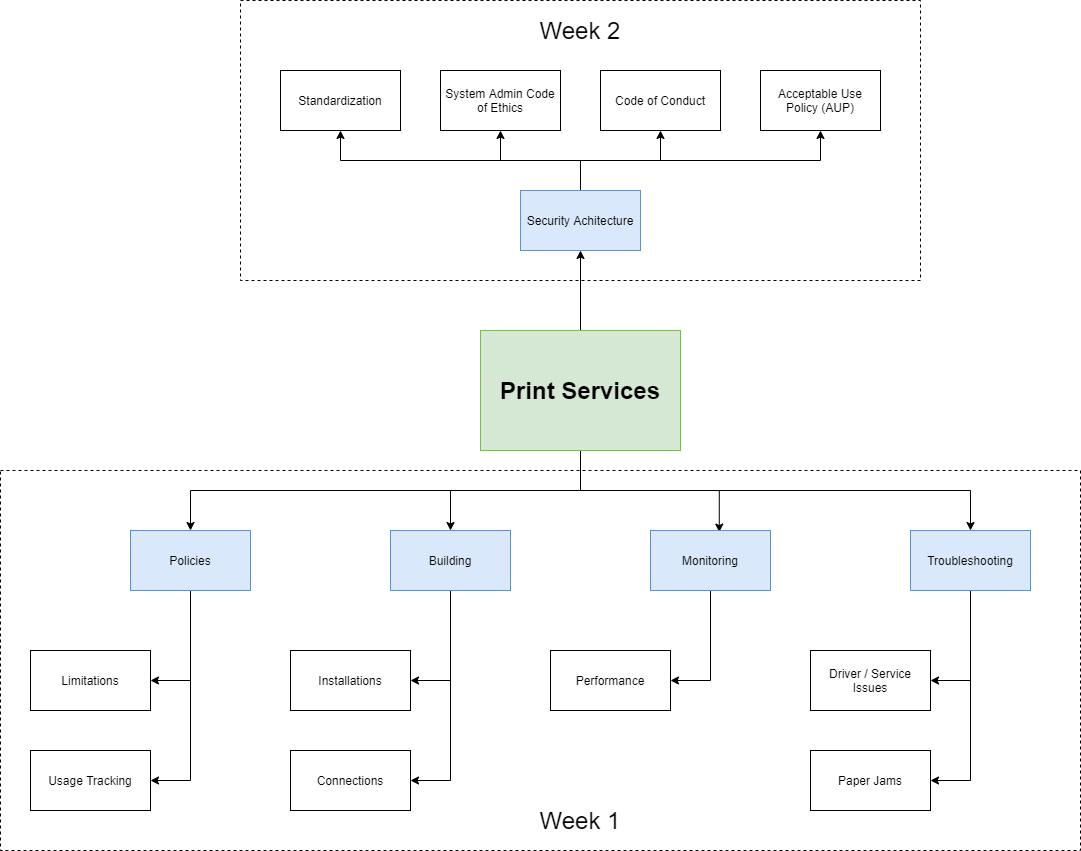 Week 2
Standardization
System Admin Code
of Ethics
Code of Conduct
Acceptable Use
Policy (AUP)
Security Achitecture
Print Services
Policies
Building
Monitoring
Troubleshooting
Limitations
Installations
Performance
Driver / Service
Issues
Usage Tracking
Connections
Paper Jams
Week 1